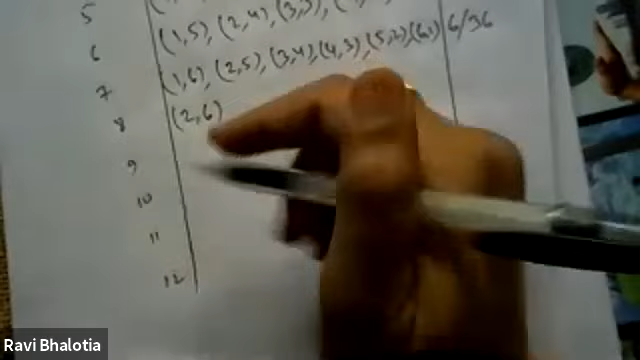 5
6 (1,5), (2,4), (3,3),
7 (1,6), (2,5), (3,4), (4,3), (5,2), (6,1) 6/36
8 (2,6)
9
10
11
12
Ravi Bhalotia